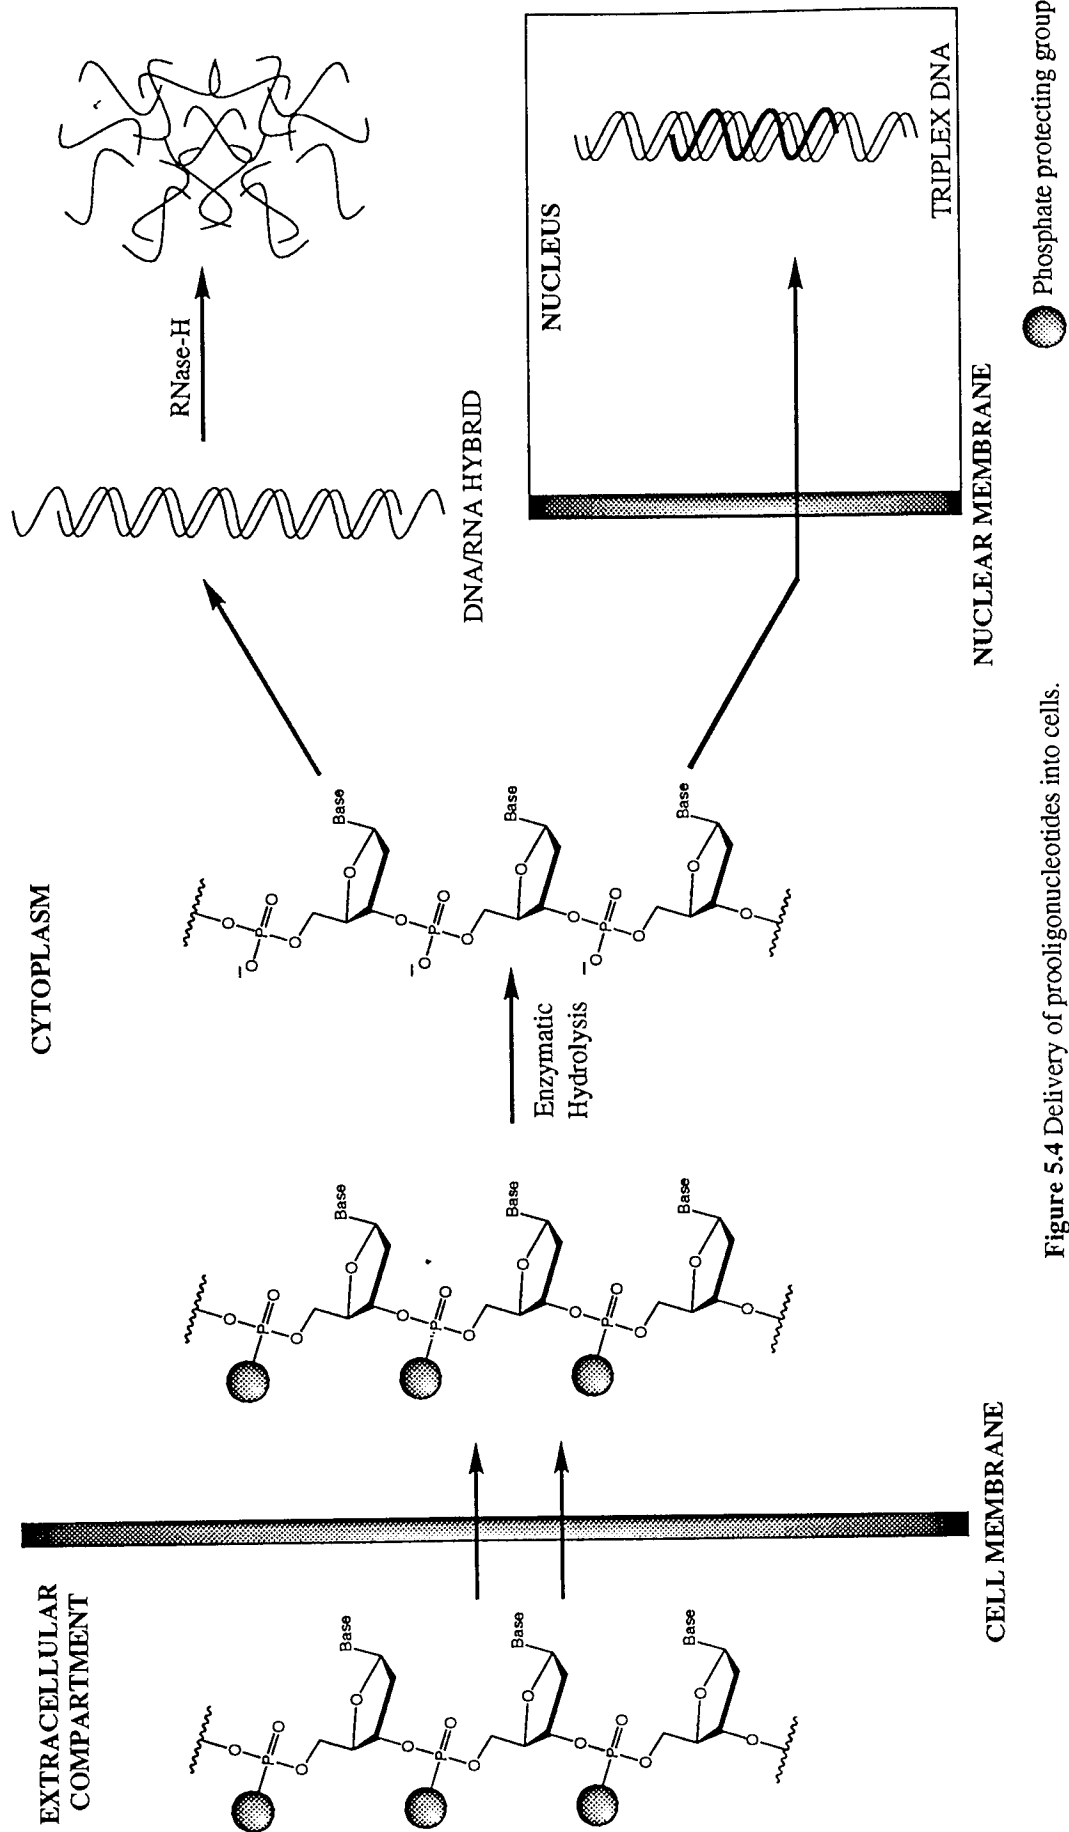 EXTRACELLULAR
COMPARTMENT
CYTOPLASM
O
P
O
O
O
Base
O
P
O
O
O
Base
O
P
O
O
O
Base
O
CELL MEMBRANE
O
P
O
O
O
Base
O
P
O
O
O
Base
O
P
O
O
O
Base
O
Enzymatic
Hydrolysis
O
⁻O
P
O
O
O
Base
O
⁻O
P
O
O
O
Base
O
⁻O
P
O
O
O
Base
O
DNA/RNA HYBRID
RNase-H
NUCLEUS
TRIPLEX DNA
NUCLEAR MEMBRANE
Phosphate protecting group
Figure 5.4 Delivery of prooligonucleotides into cells.